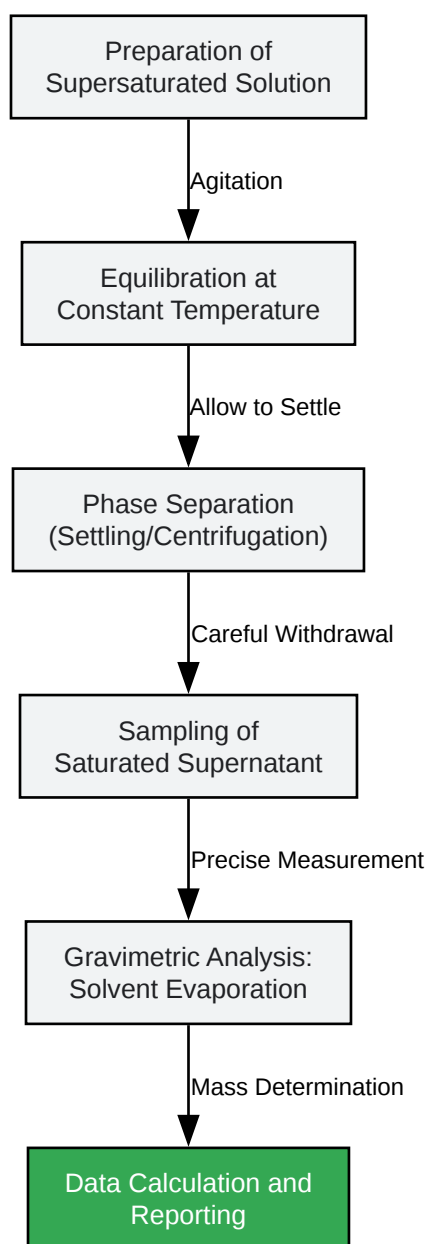 Preparation of
Supersaturated Solution
Agitation
Equilibration at
Constant Temperature
Allow to Settle
Phase Separation
(Settling/Centrifugation)
Careful Withdrawal
Sampling of
Saturated Supernatant
Precise Measurement
Gravimetric Analysis:
Solvent Evaporation
Mass Determination
Data Calculation and
Reporting